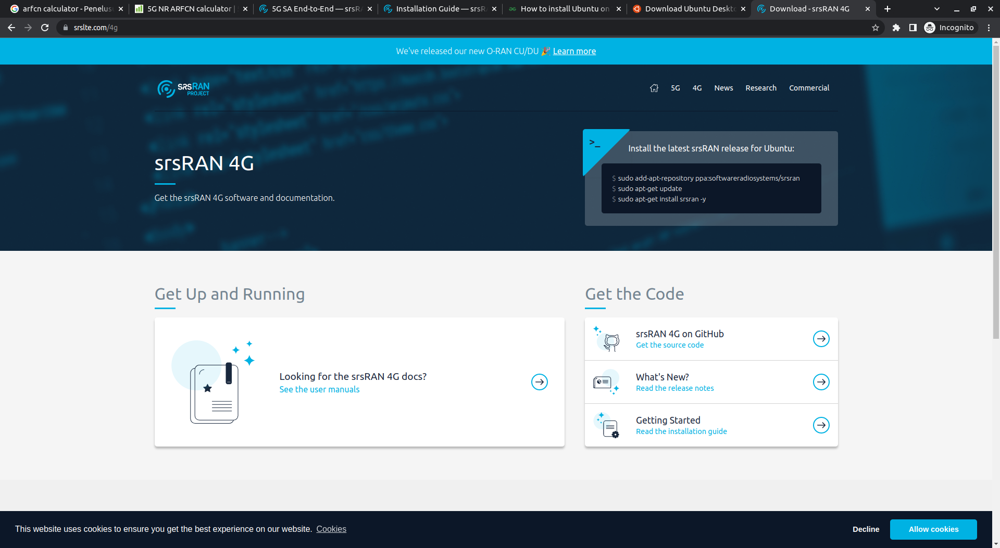 arfcn calculator - Penelus
5G NR ARFCN calculator |
5G SA End-to-End — srsR
Installation Guide — srsR
How to install Ubuntu on
Download Ubuntu Deskto
Download - srsRAN 4G
srslte.com/4g
Incognito
We've released our new O-RAN CU/DU 🎉 Learn more
srsRAN
PROJECT
5G
4G
News
Research
Commercial
srsRAN 4G
Get the srsRAN 4G software and documentation.
>_
Install the latest srsRAN release for Ubuntu:
$ sudo add-apt-repository ppa:softwareradiosystems/srsran
$ sudo apt-get update
$ sudo apt-get install srsran -y
Get Up and Running
Looking for the srsRAN 4G docs?
See the user manuals
Get the Code
srsRAN 4G on GitHub
Get the source code
What's New?
Read the release notes
Getting Started
Read the installation guide
This website uses cookies to ensure you get the best experience on our website. Cookies
Decline
Allow cookies